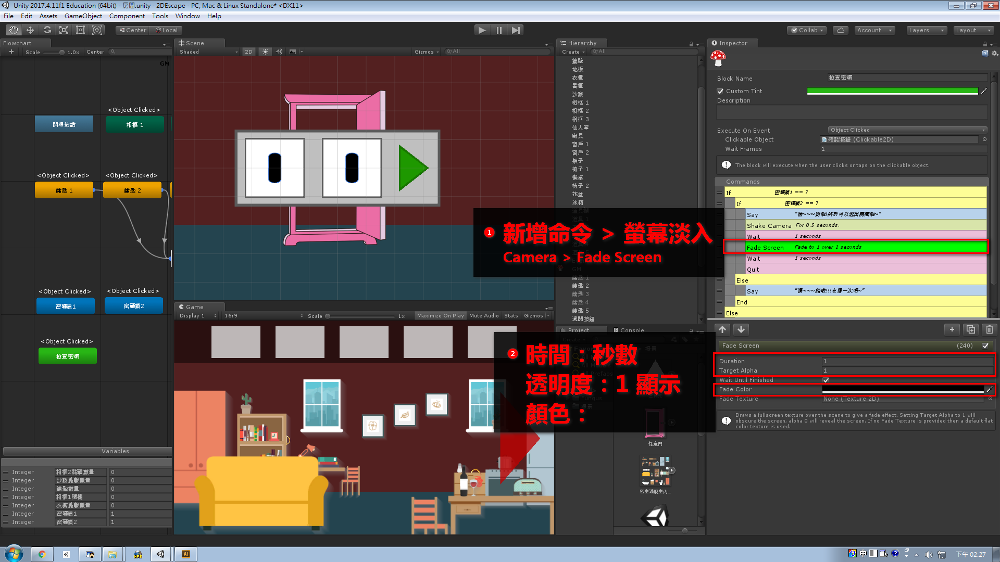 Unity 2017.4.11f1 Education (64bit) - 房間.unity - 2DEscape - PC, Mac & Linux Standalone* <DX11>
File Edit Assets GameObject Component Tools Window Help
Center Local
Collab Account Layers Layout
Flowchart
Scale 1.0x Center
GM
<Object Clicked>
開場對話
相框 1
<Object Clicked> <Object Clicked>
鑰匙 1
鑰匙 2
<Object Clicked> <Object Clicked>
密碼鎖1
密碼鎖2
<Object Clicked>
檢查密碼
Variables
Integer 相框2點擊數量 0
Integer 沙發點擊數量 0
Integer 鑰匙數量 0
Integer 相框1隨機 0
Integer 衣櫥點擊數量 0
Integer 密碼鎖1 1
Integer 密碼鎖2 1
Scene
Shaded 2D Gizmos All
Game
Display 1 16:9 Scale 1x Maximize On Play Mute Audio Stats Gizmos
Hierarchy
Create All
牆壁
地板
衣櫃
書櫃
沙發
相框 1
相框 2
相框 3
仙人掌
廚具
窗戶 1
窗戶 2
架子
椅子 1
餐桌
椅子 2
花盆
冰箱
GM
鑰匙 1
鑰匙 2
鑰匙 3
鑰匙 4
鑰匙 5
過關按鈕
1 新增命令 > 螢幕淡入
Camera > Fade Screen
Project Console
Create
2 時間：秒數
透明度：1 顯示
顏色：
Fungus
場景
任意門
密室逃脫室內...
Inspector
Block Name 檢查密碼
Custom Tint
Description
Execute On Event Object Clicked
Clickable Object 確認按鈕 (Clickable2D)
Wait Frames 1
The block will execute when the user clicks or taps on the clickable object.
Commands
If 密碼鎖1 == 7
If 密碼鎖2 == 7
Say "猜~~~對啦!終於可以逃出房間啦~"
Shake Camera For 0.5 seconds.
Wait 1 seconds
Fade Screen Fade to 1 over 1 seconds
Wait 1 seconds
Quit
Else
Say "猜~~~錯啦!!!在猜一次吧~"
End
Else
Fade Screen (240)
Duration 1
Target Alpha 1
Wait Until Finished
Fade Color
Fade Texture None (Texture 2D)
Draws a fullscreen texture over the scene to give a fade effect. Setting Target Alpha to 1 will
obscure the screen, alpha 0 will reveal the screen. If no Fade Texture is provided then a default flat
color texture is used.
HFS
Ai
中
下午 02:27